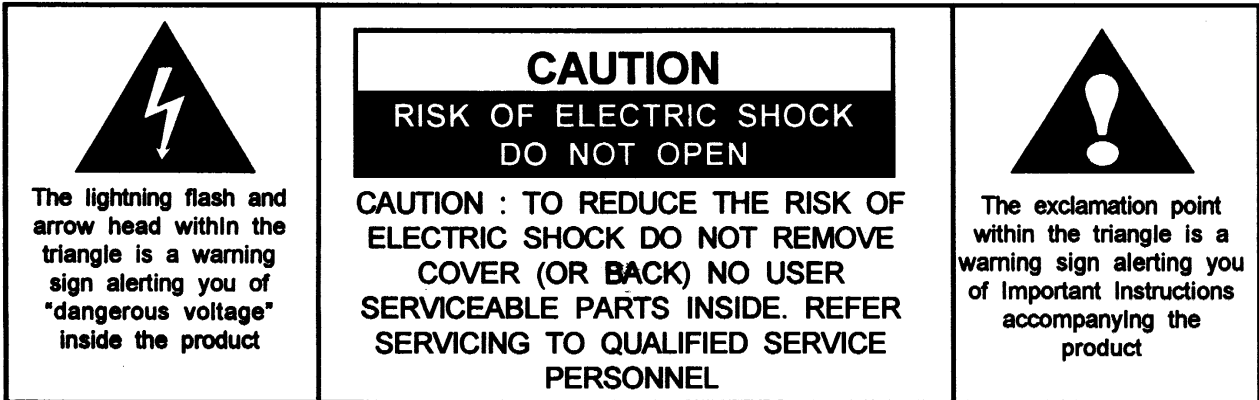 The lightning flash and
arrow head within the
triangle is a warning
sign alerting you of
"dangerous voltage"
inside the product
CAUTION
RISK OF ELECTRIC SHOCK
DO NOT OPEN
CAUTION : TO REDUCE THE RISK OF
ELECTRIC SHOCK DO NOT REMOVE
COVER (OR BACK) NO USER
SERVICEABLE PARTS INSIDE. REFER
SERVICING TO QUALIFIED SERVICE
PERSONNEL
The exclamation point
within the triangle is a
warning sign alerting you
of Important Instructions
accompanying the
product